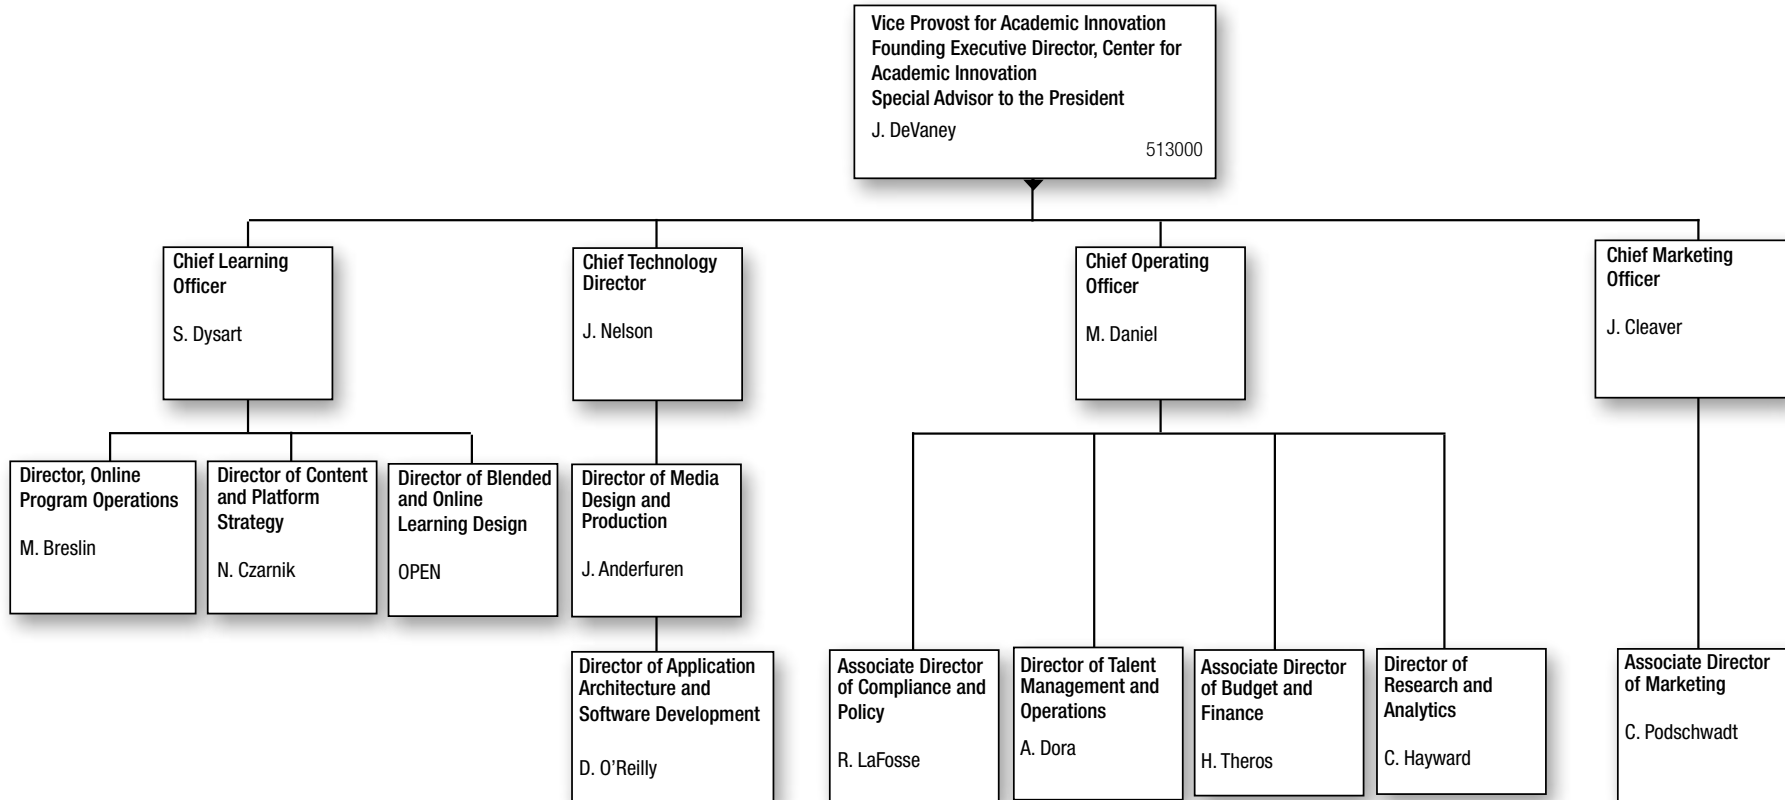 Vice Provost for Academic Innovation
Founding Executive Director, Center for
Academic Innovation
Special Advisor to the President
J. DeVaney
513000
Chief Learning
Officer
S. Dysart
Chief Technology
Director
J. Nelson
Chief Operating
Officer
M. Daniel
Chief Marketing
Officer
J. Cleaver
Director, Online
Program Operations
M. Breslin
Director of Content
and Platform
Strategy
N. Czarnik
Director of Blended
and Online
Learning Design
OPEN
Director of Media
Design and
Production
J. Anderfuren
Director of Application
Architecture and
Software Development
D. O'Reilly
Associate Director
of Compliance and
Policy
R. LaFosse
Director of Talent
Management and
Operations
A. Dora
Associate Director
of Budget and
Finance
H. Theros
Director of
Research and
Analytics
C. Hayward
Associate Director
of Marketing
C. Podschwadt